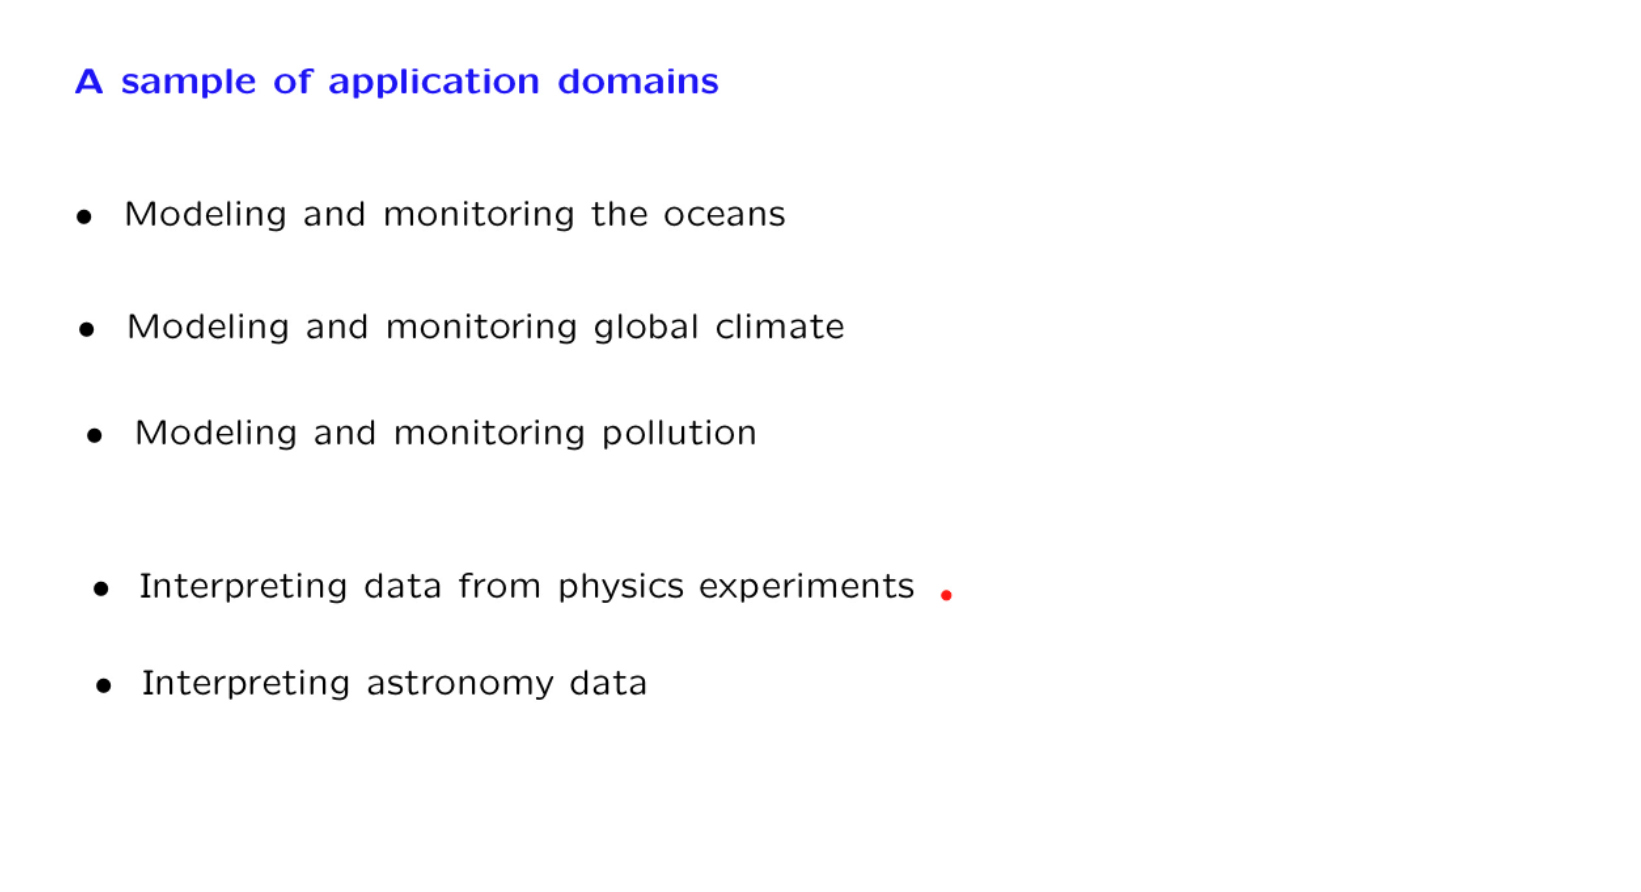 A sample of application domains
• Modeling and monitoring the oceans
• Modeling and monitoring global climate
• Modeling and monitoring pollution
• Interpreting data from physics experiments
• Interpreting astronomy data